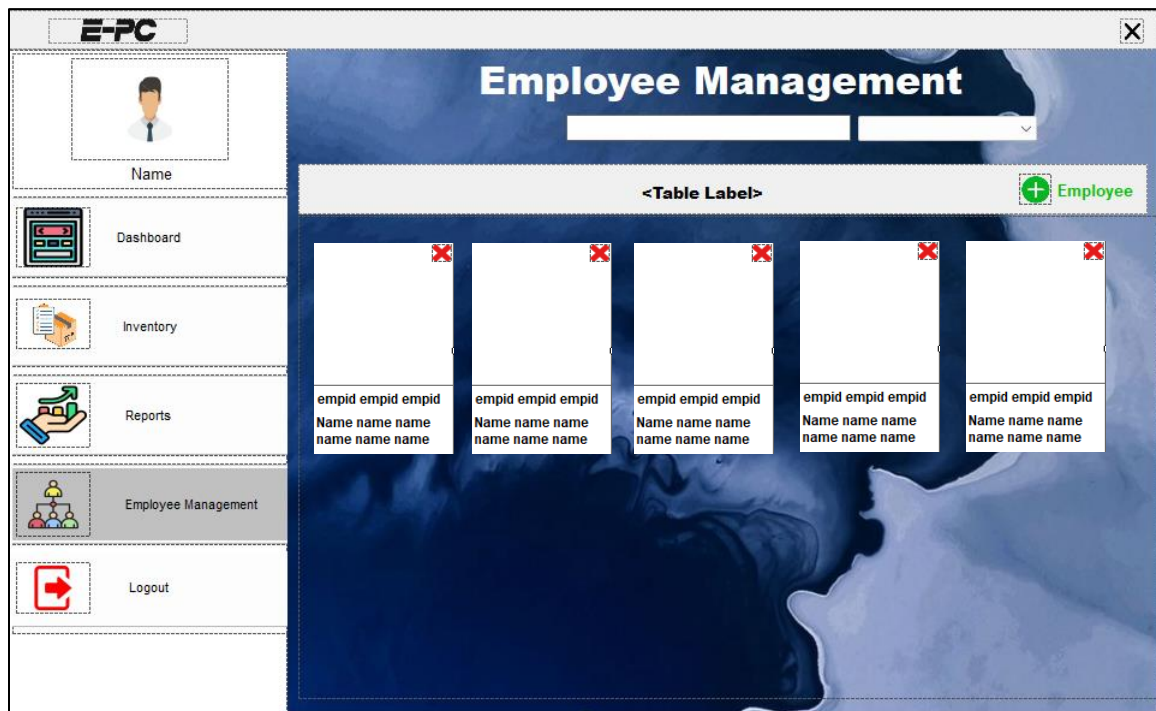 E-PC
Name
Dashboard
Inventory
Reports
Employee Management
Logout
Employee Management
<Table Label>
Employee
empid empid empid
Name name name
name name name
empid empid empid
Name name name
name name name
empid empid empid
Name name name
name name name
empid empid empid
Name name name
name name name
empid empid empid
Name name name
name name name